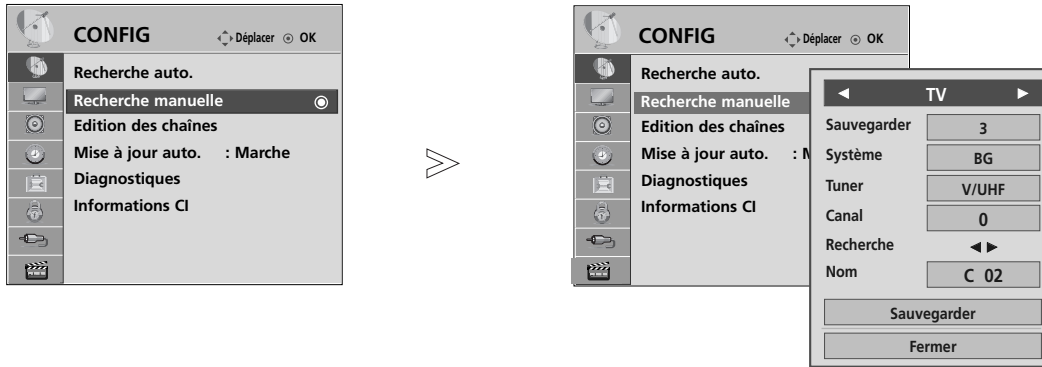 CONFIG Déplacer OK
Recherche auto.
Recherche manuelle
Edition des chaînes
Mise à jour auto. : Marche
Diagnostiques
Informations CI
CONFIG Déplacer OK
Recherche auto.
Recherche manuelle
Edition des chaînes
Mise à jour auto. : M
Diagnostiques
Informations CI
◄ TV ►
Sauvegarder 3
Système BG
Tuner V/UHF
Canal 0
Recherche ◄ ►
Nom C 02
Sauvegarder
Fermer